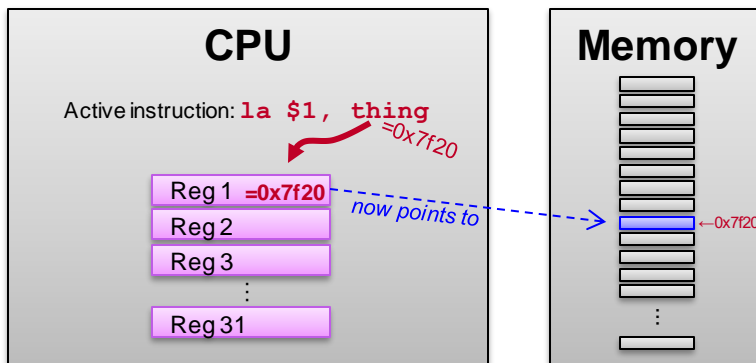 CPU
Active instruction: la $1, thing
=0x7f20
Reg 1 =0x7f20
now points to
Reg 2
Reg 3
⋮
Reg 31
Memory
←0x7f20
⋮